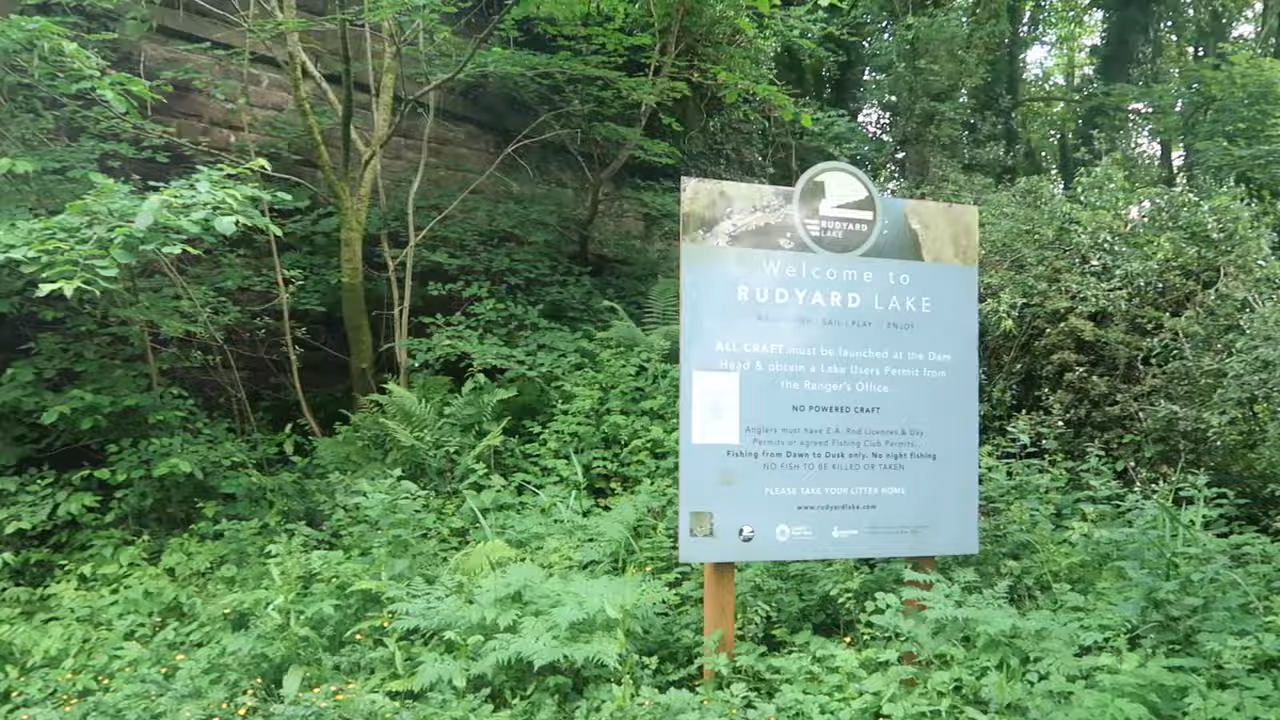 RUDYARD
LAKE
Welcome to
RUDYARD LAKE
SAIL | PLAY | ENJOY
ALL CRAFT must be launched at the Dam
Head & obtain a Lake Users Permit from
the Ranger's Office.
NO POWERED CRAFT
Anglers must have E.A. Rod Licences & Day
Permits or agreed Fishing Club Permits.
Fishing from Dawn to Dusk only. No night fishing
NO FISH TO BE KILLED OR TAKEN
PLEASE TAKE YOUR LITTER HOME
www.rudyardlake.com